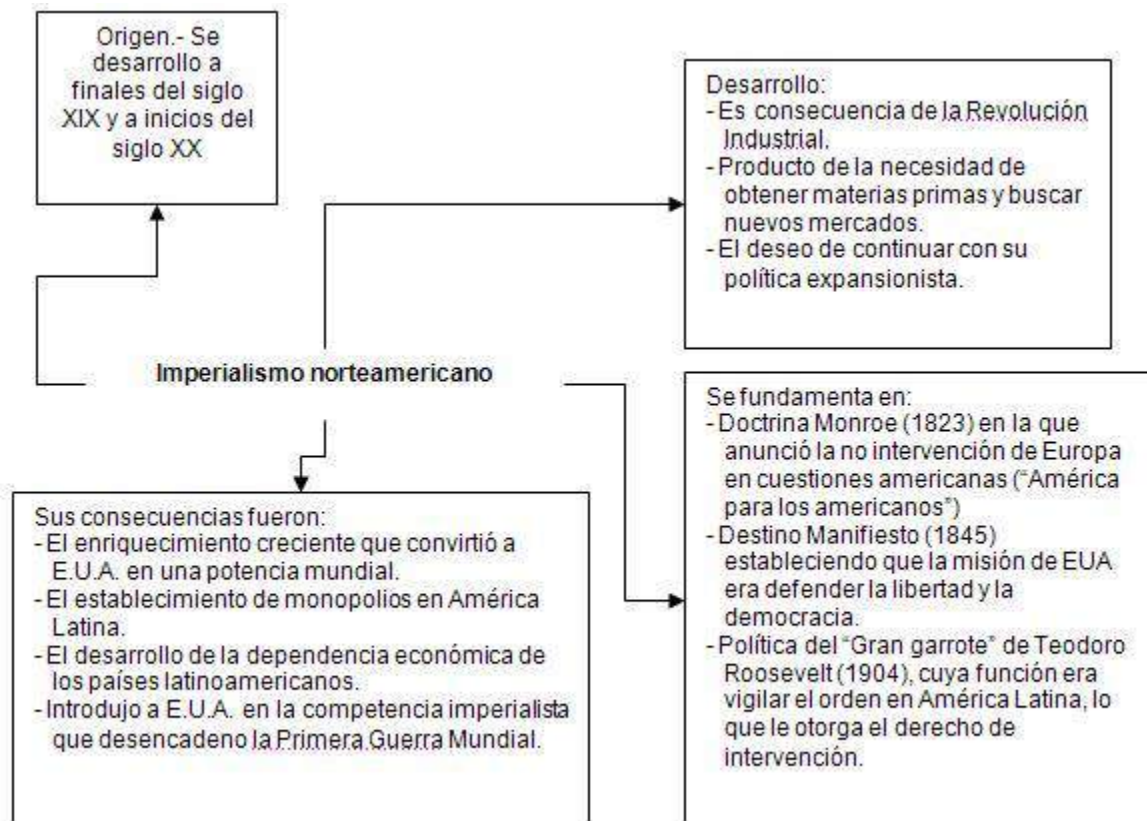 Origen.- Se
desarrollo a
finales del siglo
XIX y a inicios del
siglo XX
Desarrollo:
- Es consecuencia de la Revolución
Industrial.
- Producto de la necesidad de
obtener materias primas y buscar
nuevos mercados.
- El deseo de continuar con su
política expansionista.
Imperialismo norteamericano
Se fundamenta en:
- Doctrina Monroe (1823) en la que
anunció la no intervención de Europa
en cuestiones americanas (“América
para los americanos”)
- Destino Manifiesto (1845)
estableciendo que la misión de EUA
era defender la libertad y la
democracia.
- Política del “Gran garrote” de Teodoro
Roosevelt (1904), cuya función era
vigilar el orden en América Latina, lo
que le otorga el derecho de
intervención.
Sus consecuencias fueron:
- El enriquecimiento creciente que convirtió a
E.U.A. en una potencia mundial.
- El establecimiento de monopolios en América
Latina.
- El desarrollo de la dependencia económica de
los países latinoamericanos.
- Introdujo a E.U.A. en la competencia imperialista
que desencadeno la Primera Guerra Mundial.